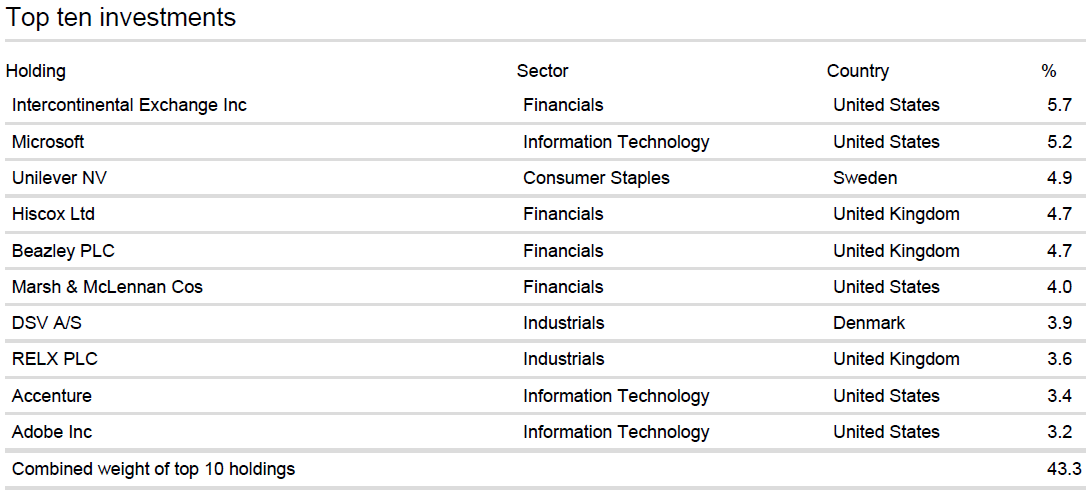 Top ten investments
Holding Sector Country %
Intercontinental Exchange Inc Financials United States 5.7
Microsoft Information Technology United States 5.2
Unilever NV Consumer Staples Sweden 4.9
Hiscox Ltd Financials United Kingdom 4.7
Beazley PLC Financials United Kingdom 4.7
Marsh & McLennan Cos Financials United States 4.0
DSV A/S Industrials Denmark 3.9
RELX PLC Industrials United Kingdom 3.6
Accenture Information Technology United States 3.4
Adobe Inc Information Technology United States 3.2
Combined weight of top 10 holdings 43.3